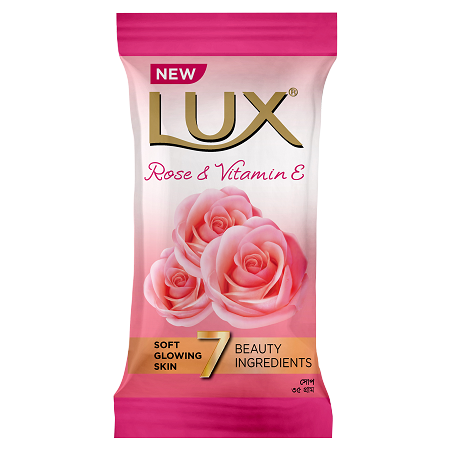 NEW
LUX®
Rose & Vitamin E
SOFT
GLOWING
SKIN
7
BEAUTY
INGREDIENTS
সোপ
৩৫ গ্রাম